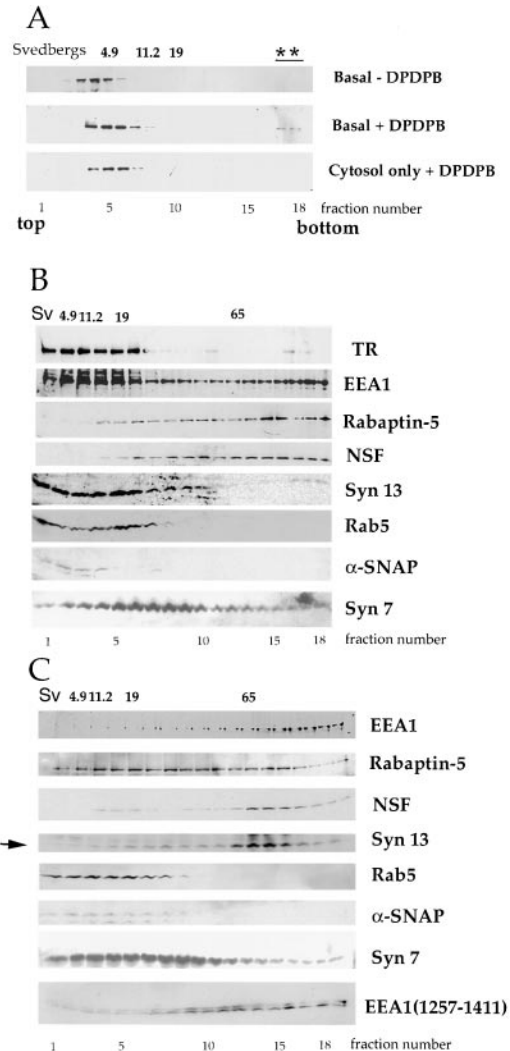 A
Svedbergs 4.9 11.2 19 **
Basal - DPDPB
Basal + DPDPB
Cytosol only + DPDPB
1 5 10 15 18 fraction number
top bottom
B
Sv 4.9 11.2 19 65
TR
EEA1
Rabaptin-5
NSF
Syn 13
Rab5
α-SNAP
Syn 7
1 5 10 15 18 fraction number
C
Sv 4.9 11.2 19 65
EEA1
Rabaptin-5
NSF
Syn 13
Rab5
α-SNAP
Syn 7
EEA1(1257-1411)
1 5 10 15 18 fraction number